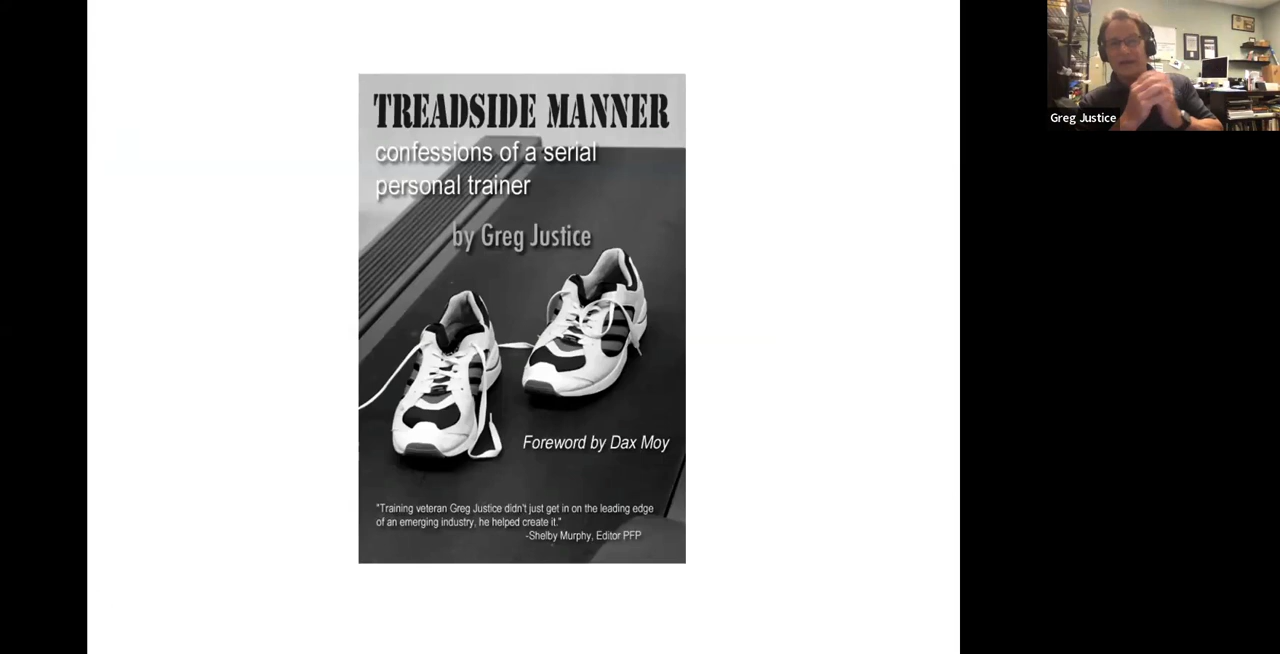 TREADSIDE MANNER
confessions of a serial
personal trainer
by Greg Justice
Foreword by Dax Moy
"Training veteran Greg Justice didn't just get in on the leading edge
of an emerging industry, he helped create it."
-Shelby Murphy, Editor PFP
Greg Justice